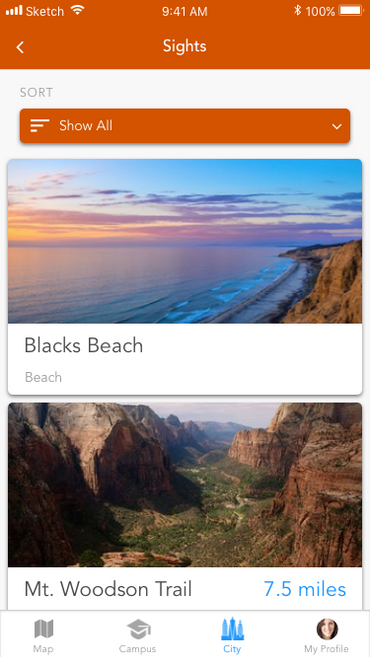 Sketch 9:41 AM 100%
Sights
SORT
Show All
Blacks Beach
Beach
Mt. Woodson Trail 7.5 miles
Map Campus City My Profile